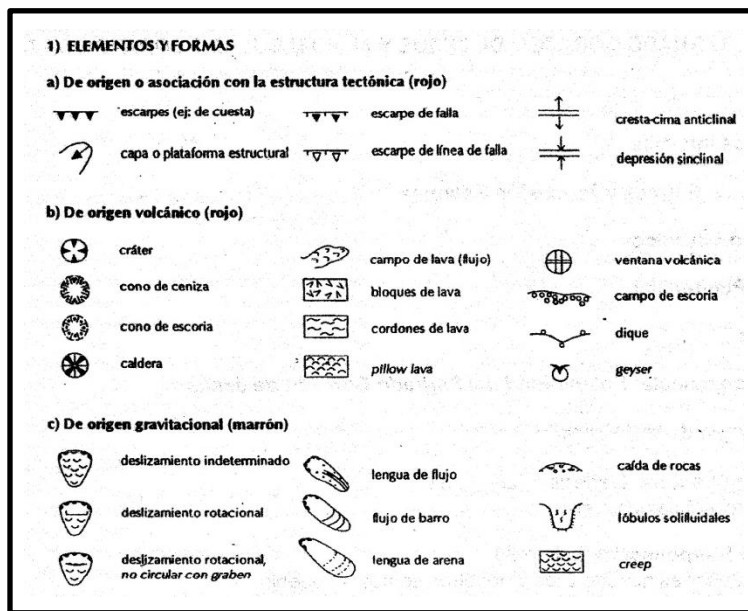 1) ELEMENTOS Y FORMAS
a) De origen o asociación con la estructura tectónica (rojo)
escarpes (ej: de cuesta)
escarpe de falla
cresta-cima anticlinal
capa o plataforma estructural
escarpe de línea de falla
depresión sinclinal
b) De origen volcánico (rojo)
cráter
campo de lava (flujo)
ventana volcánica
cono de ceniza
bloques de lava
campo de escoria
cono de escoria
cordones de lava
dique
caldera
pillow lava
geyser
c) De origen gravitacional (marrón)
deslizamiento indeterminado
lengua de flujo
caída de rocas
deslizamiento rotacional
flujo de barro
lóbulos solifluidales
deslizamiento rotacional,
no circular con graben
lengua de arena
creep